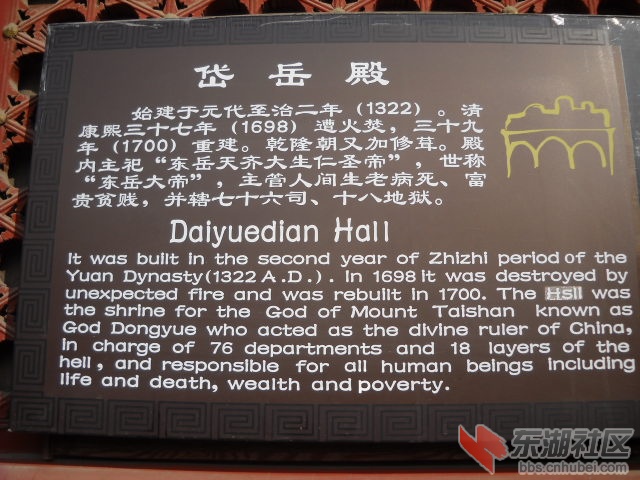 岱岳殿
始建于元代至治二年（1322）。清
康熙三十七年（1698）遭火焚，三十九
年（1700）重建。乾隆朝又加修葺。殿
内主祀“东岳天齐大生仁圣帝”，世称
“东岳大帝”，主管人间生老病死、富
贵贫贱，并辖七十六司、十八地狱。
Daiyuedian Hall
It was built in the second year of Zhizhi period of the
Yuan Dynasty(1322 A.D.). In 1698 it was destroyed by
unexpected fire and was rebuilt in 1700. The Hall was
the shrine for the God of Mount Taishan known as
God Dongyue who acted as the divine ruler of China,
in charge of 76 departments and 18 layers of the
hell, and responsible for all human beings including
life and death, wealth and poverty.
东湖社区
bbs.cnhubei.com